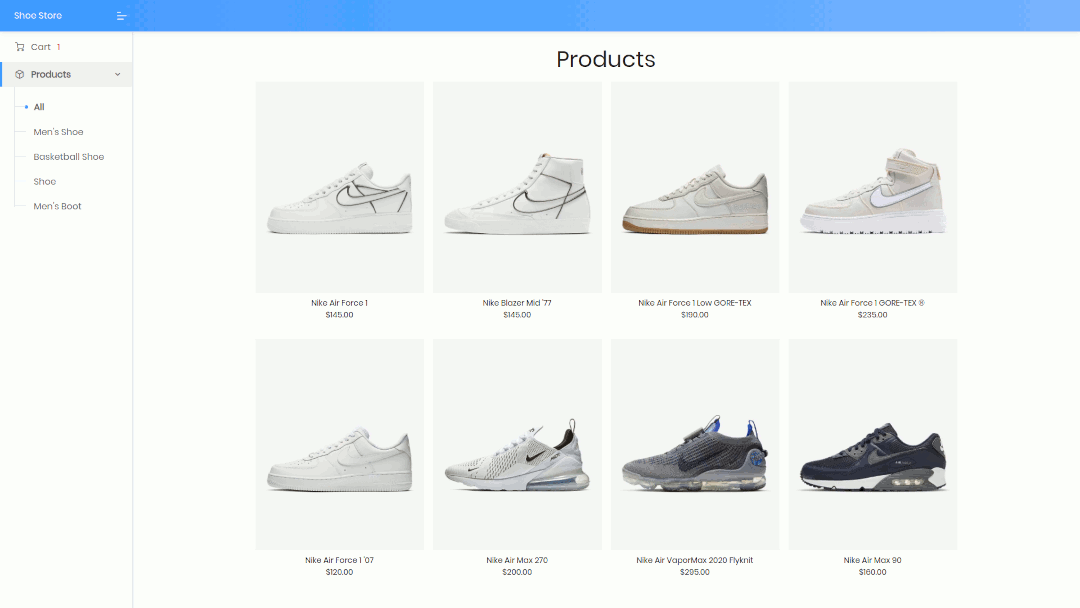 Shoe Store
Cart 1
Products
All
Men's Shoe
Basketball Shoe
Shoe
Men's Boot
Products
Nike Air Force 1
$145.00
Nike Blazer Mid '77
$145.00
Nike Air Force 1 Low GORE-TEX
$190.00
Nike Air Force 1 GORE-TEX ®
$235.00
Nike Air Force 1 '07
$120.00
Nike Air Max 270
$200.00
Nike Air VaporMax 2020 Flyknit
$295.00
Nike Air Max 90
$160.00